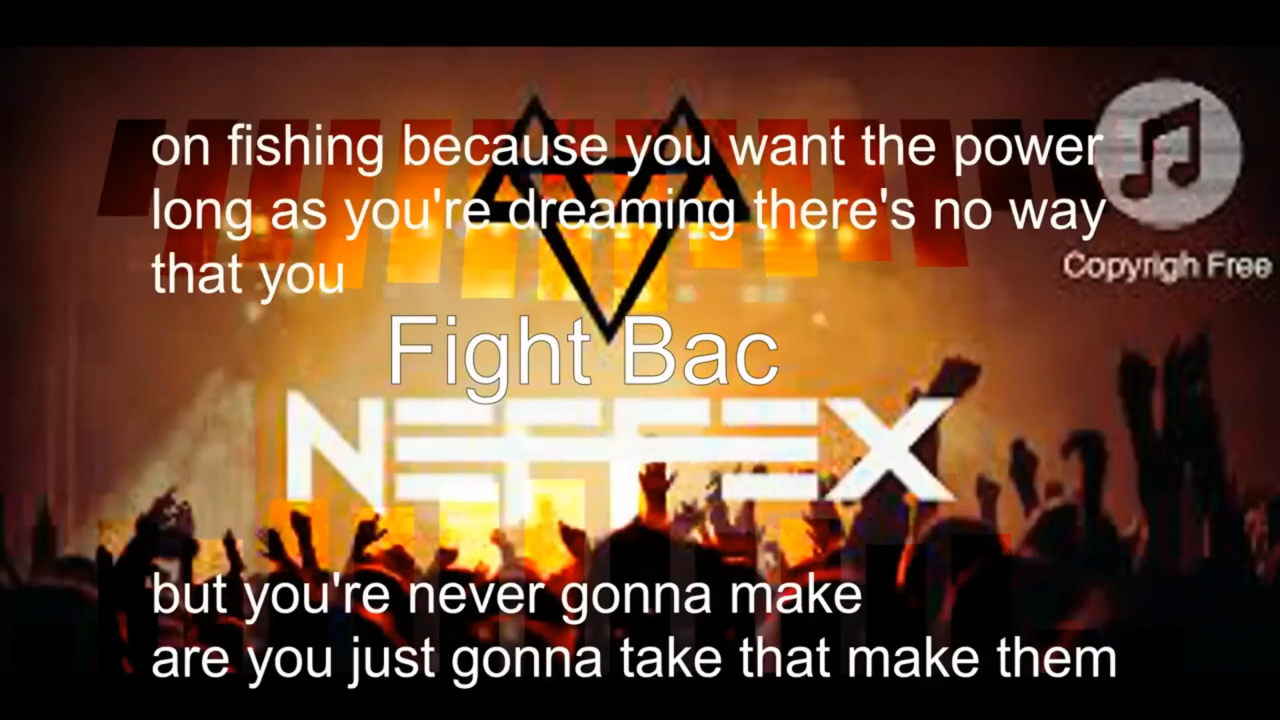 on fishing because you want the power
long as you're dreaming there's no way
that you
Copyrigh Free
Fight Bac
NEFFEX
but you're never gonna make
are you just gonna take that make them